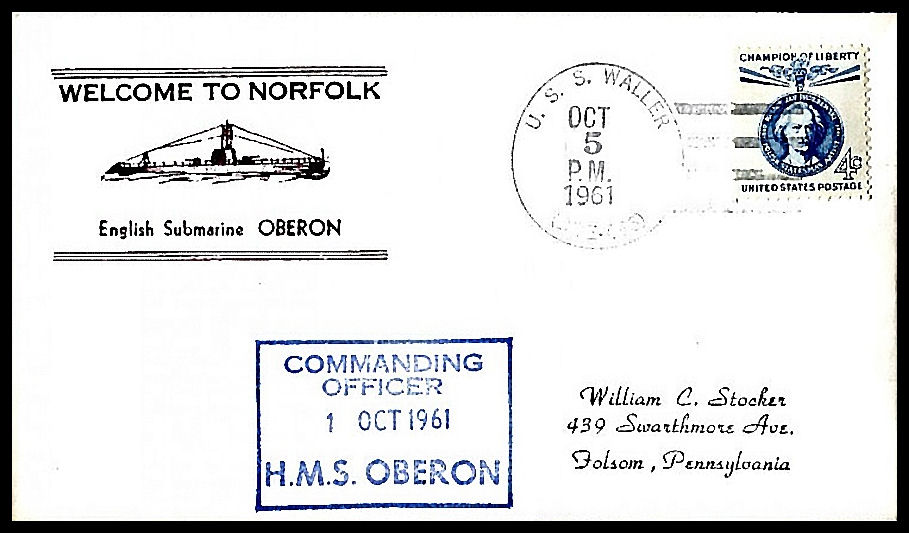 WELCOME TO NORFOLK
English Submarine OBERON
U. S. S. WALLER
OCT
5
P.M.
1961
CHAMPION OF LIBERTY
4¢
UNITED STATES POSTAGE
COMMANDING
OFFICER
1 OCT 1961
H.M.S. OBERON
William C. Stocker
439 Swarthmore Ave.
Folsom, Pennsylvania